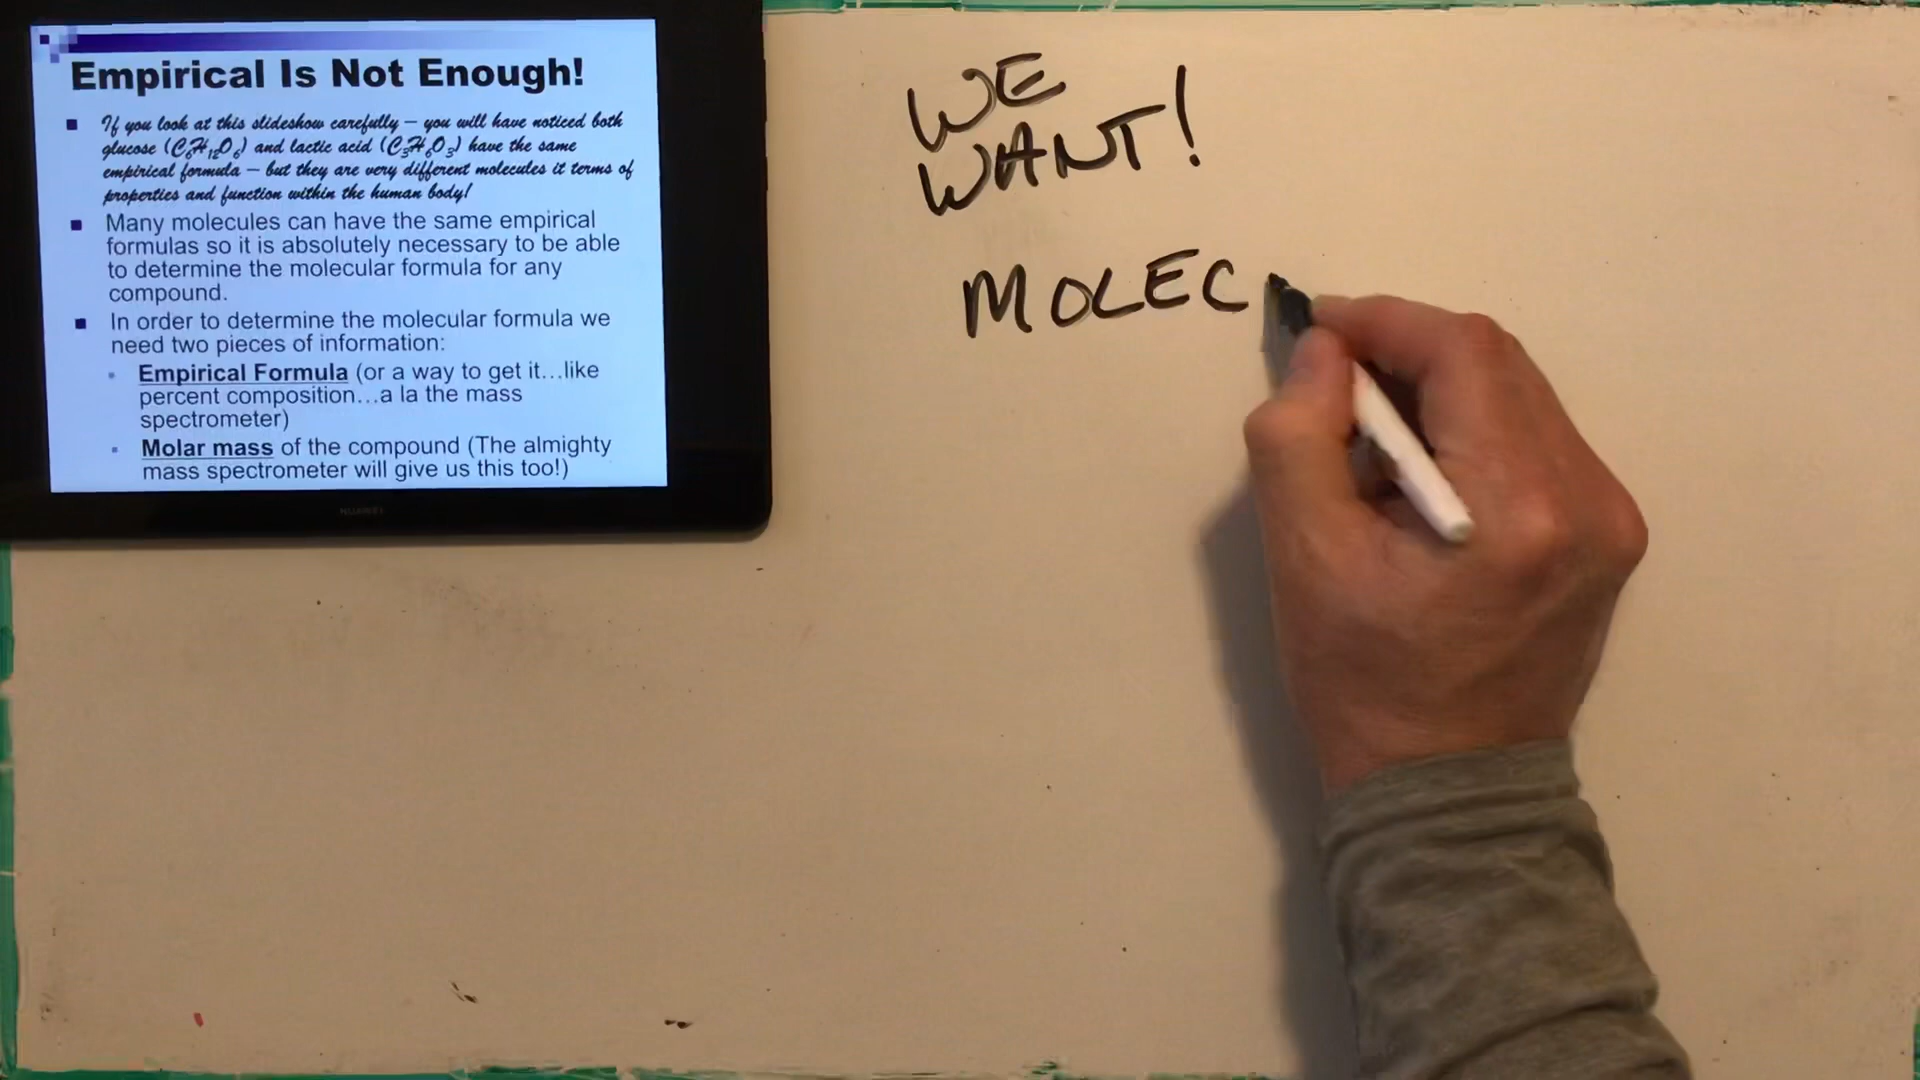 Empirical Is Not Enough!
If you look at this slideshow carefully – you will have noticed both
glucose (C₆H₁₂O₆) and lactic acid (C₃H₆O₃) have the same
empirical formula – but they are very different molecules it terms of
properties and function within the human body!
Many molecules can have the same empirical
formulas so it is absolutely necessary to be able
to determine the molecular formula for any
compound.
In order to determine the molecular formula we
need two pieces of information:
Empirical Formula (or a way to get it…like
percent composition…a la the mass
spectrometer)
Molar mass of the compound (The almighty
mass spectrometer will give us this too!)
HUAWEI
WE
WANT!
MOLEC